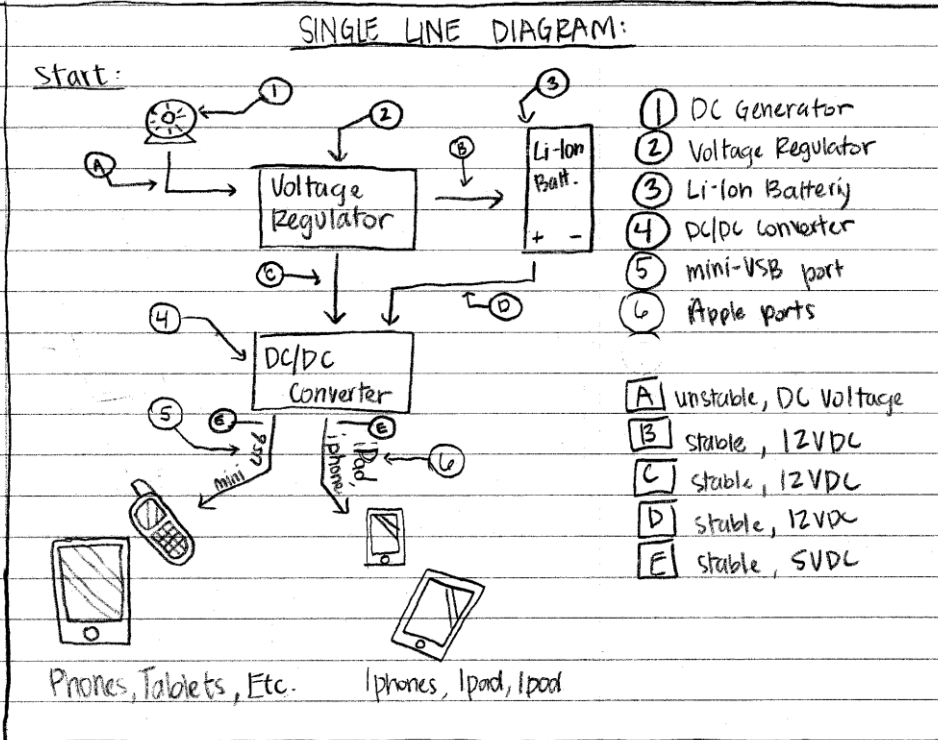 SINGLE LINE DIAGRAM:
Start:
1
2
3
A
B
Li-Ion
Batt.
+ -
Voltage
Regulator
C
D
4
DC/DC
Converter
5
E
E
mini usb
iphone, iPad,
6
Phones, Tablets, Etc.
Iphones, Ipad, Ipod
1 DC Generator
2 Voltage Regulator
3 Li-Ion Battery
4 DC/DC Converter
5 mini-USB port
6 Apple ports
A unstable, DC Voltage
B stable, 12VDC
C stable, 12VDC
D stable, 12VDC
E stable, 5VDC